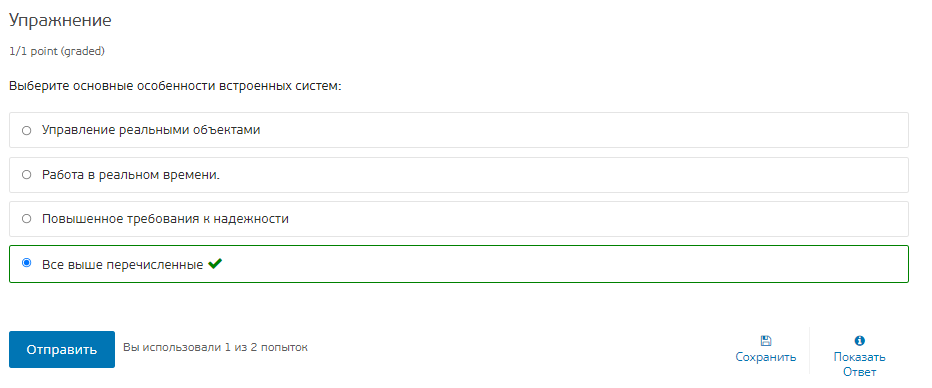 Упражнение
1/1 point (graded)
Выберите основные особенности встроенных систем:
Управление реальными объектами
Работа в реальном времени.
Повышенное требования к надежности
Все выше перечисленные
Отправить
Вы использовали 1 из 2 попыток
Сохранить
Показать
Ответ